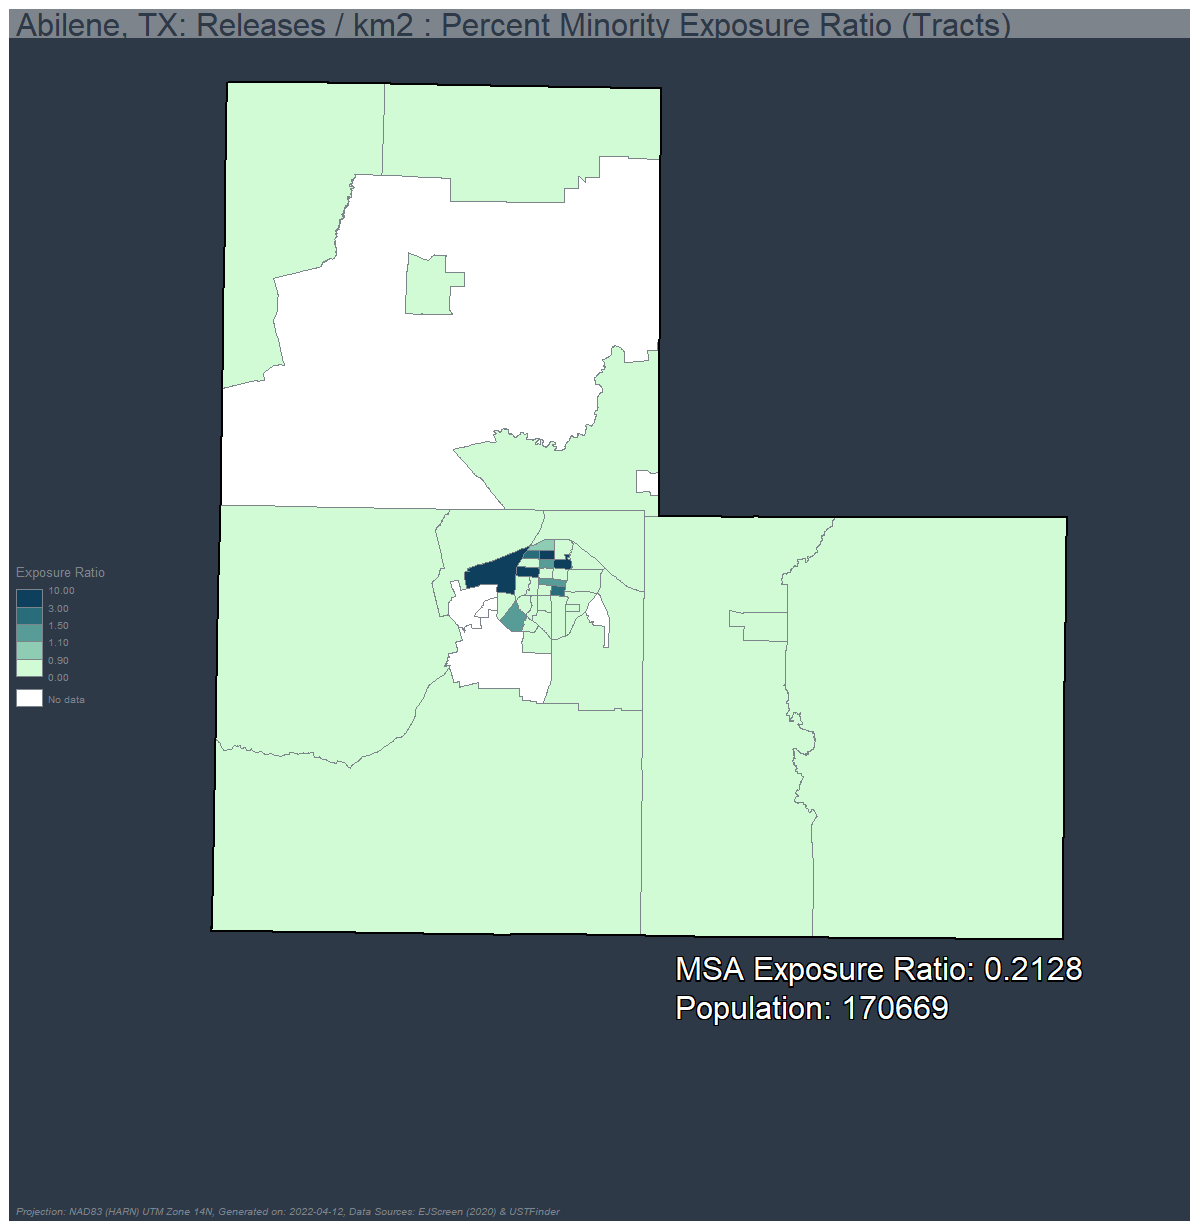 Abilene, TX: Releases / km2 : Percent Minority Exposure Ratio (Tracts)
Exposure Ratio
10.00
3.00
1.50
1.10
0.90
0.00
No data
MSA Exposure Ratio: 0.2128
Population: 170669
Projection: NAD83 (HARN) UTM Zone 14N, Generated on: 2022-04-12, Data Sources: EJScreen (2020) & USTFinder